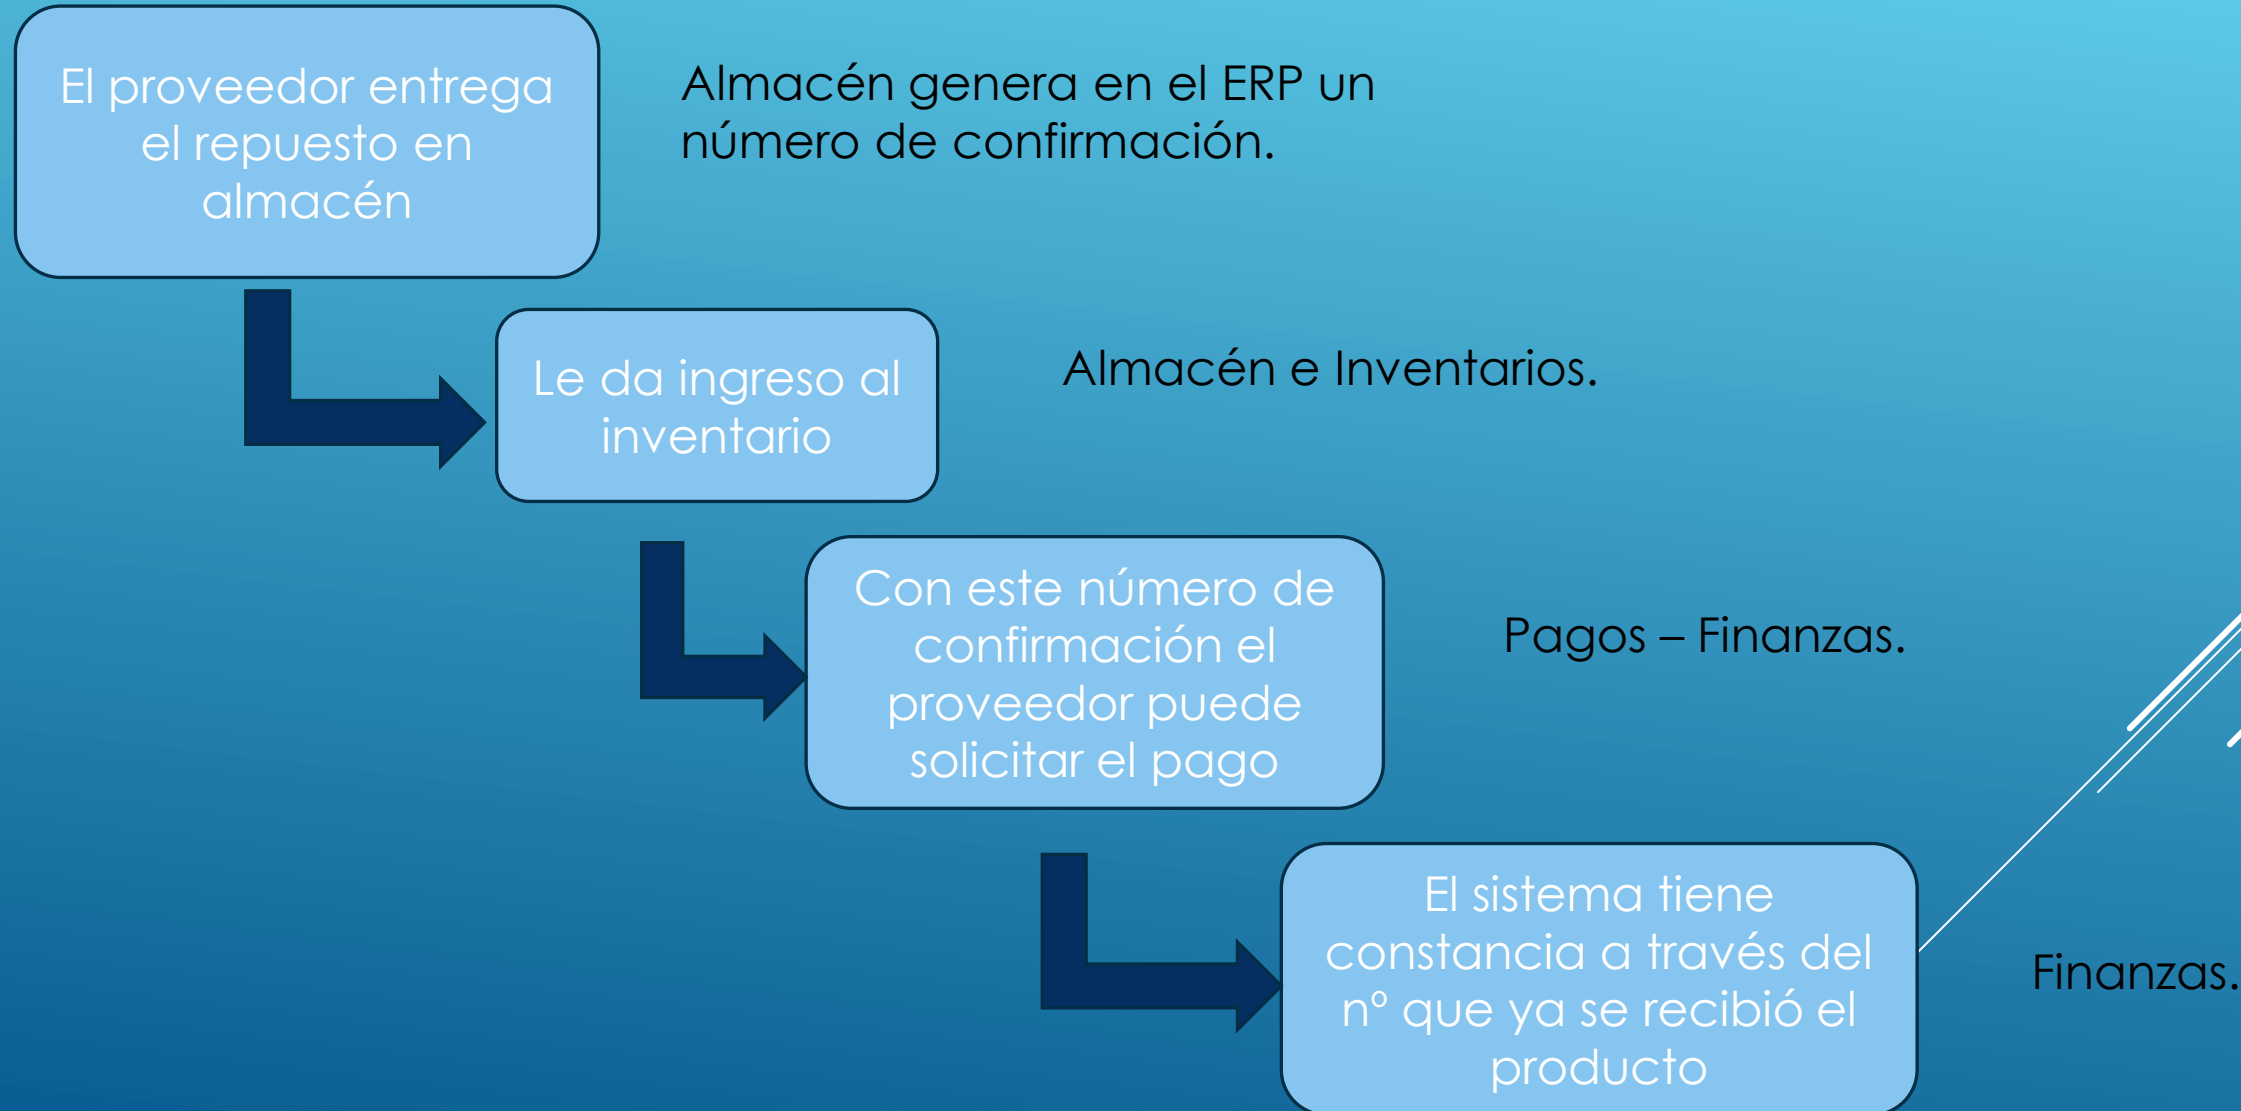 El proveedor entrega
el repuesto en
almacén
Almacén genera en el ERP un
número de confirmación.
Le da ingreso al
inventario
Almacén e Inventarios.
Con este número de
confirmación el
proveedor puede
solicitar el pago
Pagos – Finanzas.
El sistema tiene
constancia a través del
nº que ya se recibió el
producto
Finanzas.